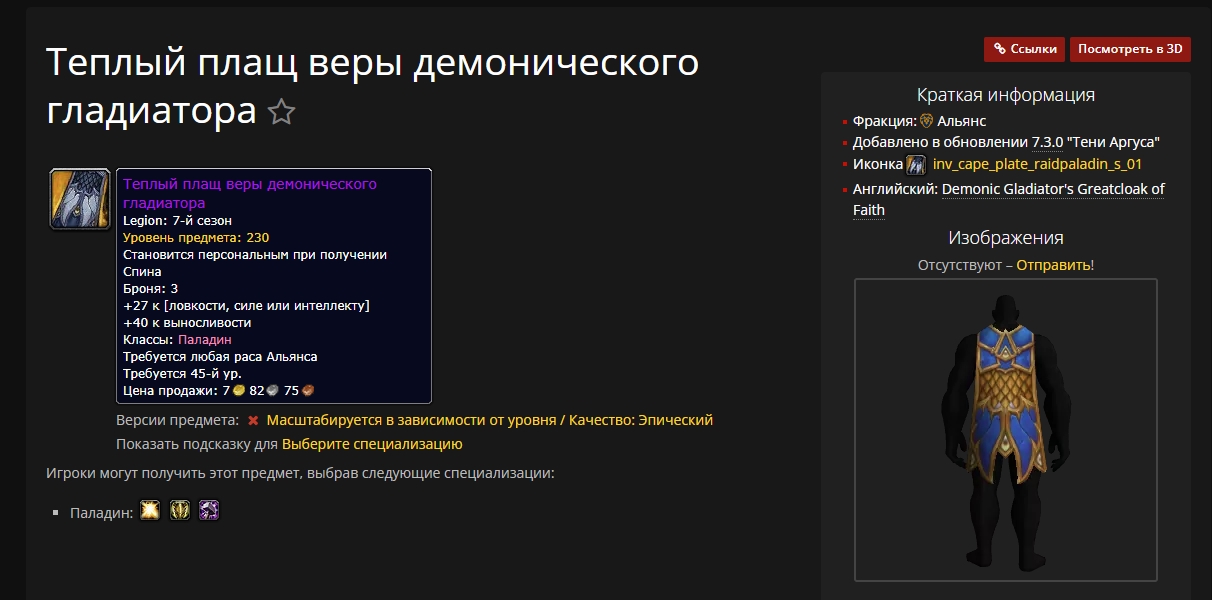 Теплый плащ веры демонического
гладиатора
Теплый плащ веры демонического
гладиатора
Legion: 7-й сезон
Уровень предмета: 230
Становится персональным при получении
Спина
Броня: 3
+27 к [ловкости, силе или интеллекту]
+40 к выносливости
Классы: Паладин
Требуется любая раса Альянса
Требуется 45-й ур.
Цена продажи: 7 82 75
Версии предмета: Масштабируется в зависимости от уровня / Качество: Эпический
Показать подсказку для Выберите специализацию
Игроки могут получить этот предмет, выбрав следующие специализации:
Паладин:
Ссылки
Посмотреть в 3D
Краткая информация
Фракция: Альянс
Добавлено в обновлении 7.3.0 "Тени Аргуса"
Иконка inv_cape_plate_raidpaladin_s_01
Английский: Demonic Gladiator's Greatcloak of
Faith
Изображения
Отсутствуют – Отправить!